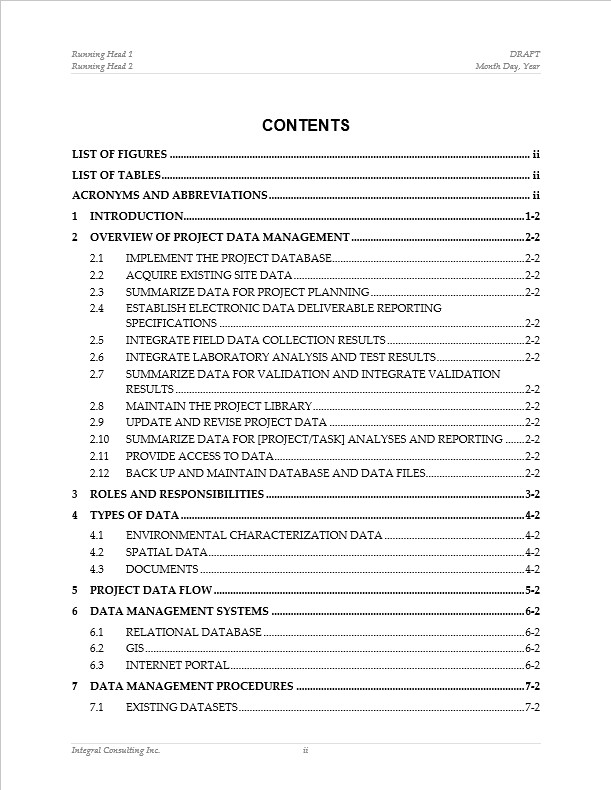 Running Head 1 DRAFT
Running Head 2 Month Day, Year
CONTENTS
LIST OF FIGURES ii
LIST OF TABLES ii
ACRONYMS AND ABBREVIATIONS ii
1 INTRODUCTION 1-2
2 OVERVIEW OF PROJECT DATA MANAGEMENT 2-2
2.1 IMPLEMENT THE PROJECT DATABASE 2-2
2.2 ACQUIRE EXISTING SITE DATA 2-2
2.3 SUMMARIZE DATA FOR PROJECT PLANNING 2-2
2.4 ESTABLISH ELECTRONIC DATA DELIVERABLE REPORTING
SPECIFICATIONS 2-2
2.5 INTEGRATE FIELD DATA COLLECTION RESULTS 2-2
2.6 INTEGRATE LABORATORY ANALYSIS AND TEST RESULTS 2-2
2.7 SUMMARIZE DATA FOR VALIDATION AND INTEGRATE VALIDATION
RESULTS 2-2
2.8 MAINTAIN THE PROJECT LIBRARY 2-2
2.9 UPDATE AND REVISE PROJECT DATA 2-2
2.10 SUMMARIZE DATA FOR [PROJECT/TASK] ANALYSES AND REPORTING 2-2
2.11 PROVIDE ACCESS TO DATA 2-2
2.12 BACK UP AND MAINTAIN DATABASE AND DATA FILES 2-2
3 ROLES AND RESPONSIBILITIES 3-2
4 TYPES OF DATA 4-2
4.1 ENVIRONMENTAL CHARACTERIZATION DATA 4-2
4.2 SPATIAL DATA 4-2
4.3 DOCUMENTS 4-2
5 PROJECT DATA FLOW 5-2
6 DATA MANAGEMENT SYSTEMS 6-2
6.1 RELATIONAL DATABASE 6-2
6.2 GIS 6-2
6.3 INTERNET PORTAL 6-2
7 DATA MANAGEMENT PROCEDURES 7-2
7.1 EXISTING DATASETS 7-2
Integral Consulting Inc. ii